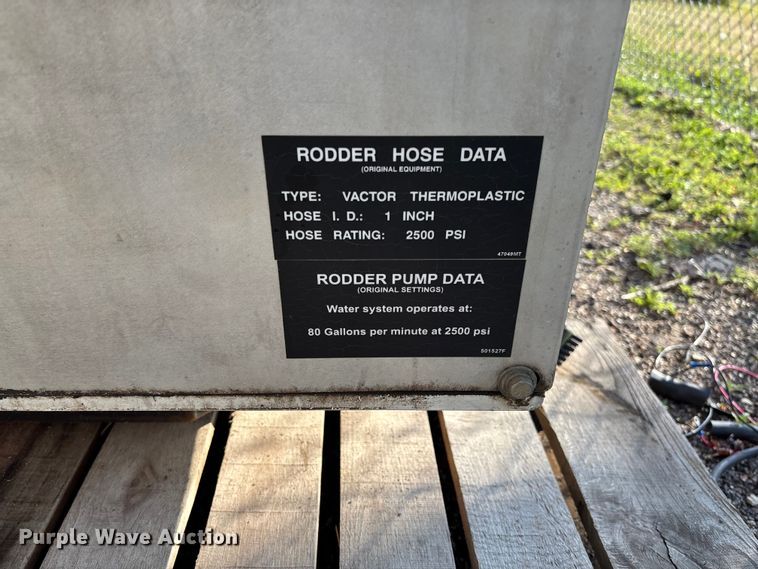 RODDER HOSE DATA
(ORIGINAL EQUIPMENT)
TYPE: VACTOR THERMOPLASTIC
HOSE I. D.: 1 INCH
HOSE RATING: 2500 PSI
47049MT
RODDER PUMP DATA
(ORIGINAL SETTINGS)
Water system operates at:
80 Gallons per minute at 2500 psi
501527F
Purple Wave Auction